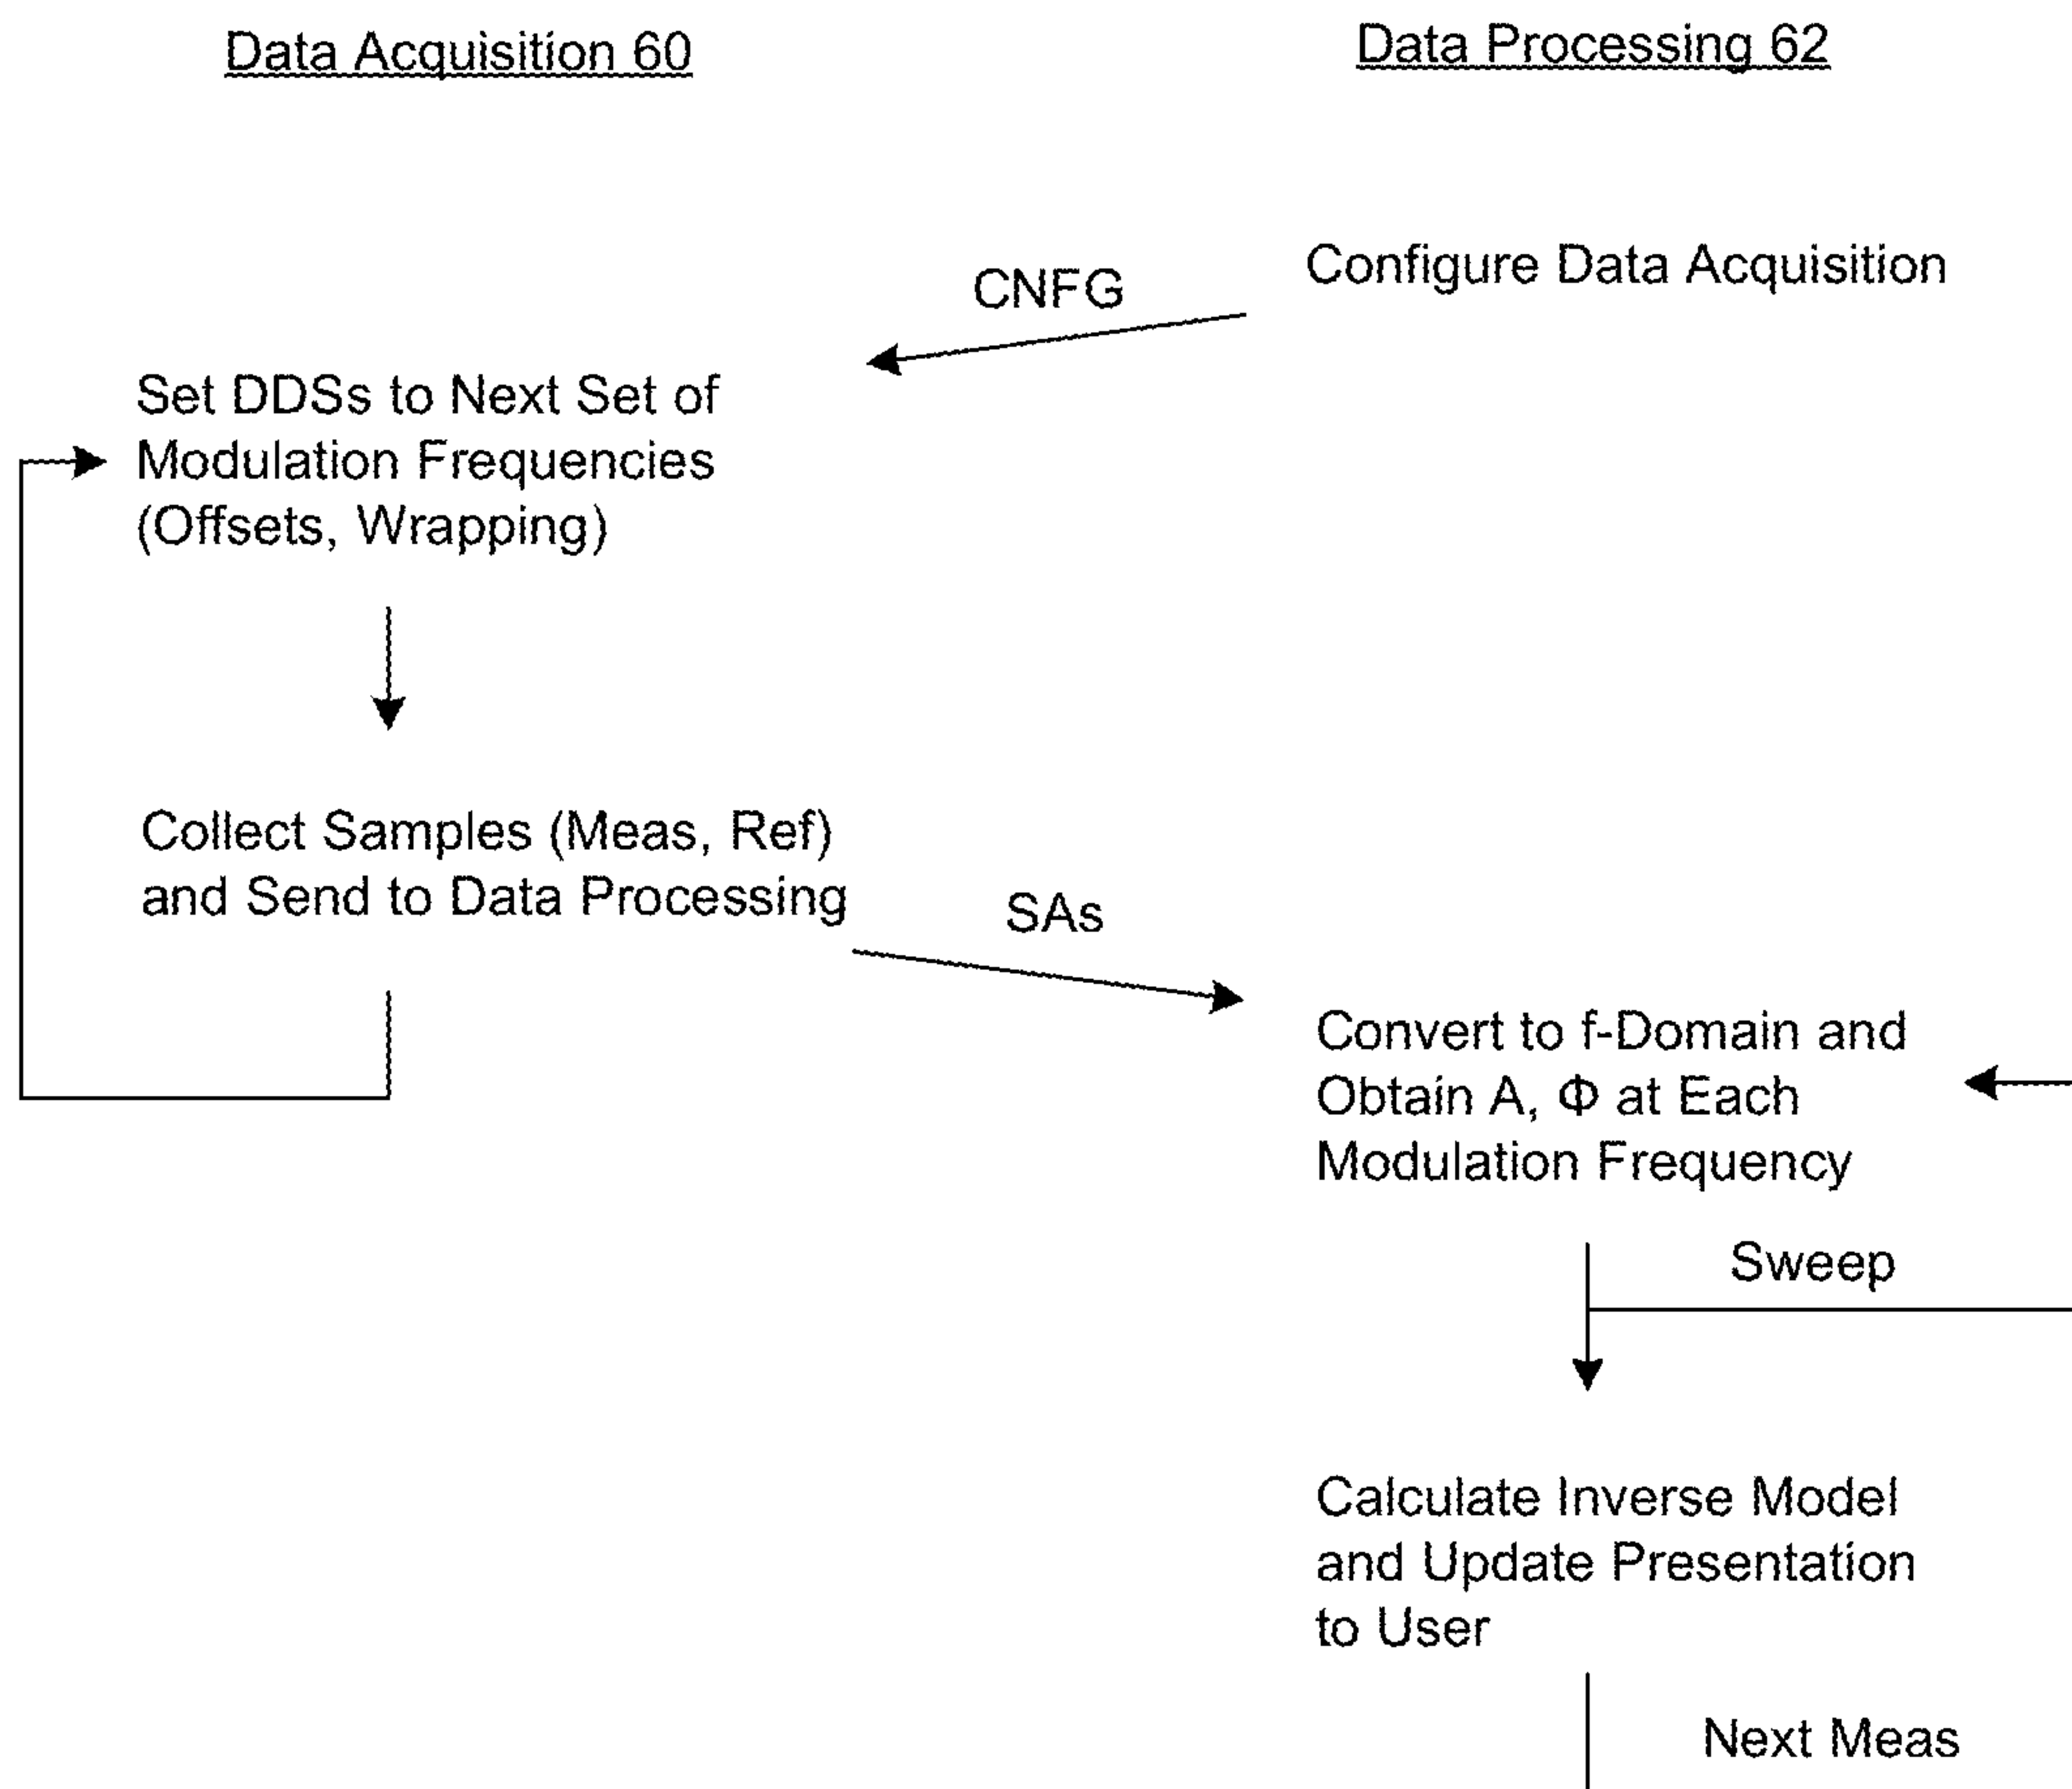 Data Acquisition 60
Data Processing 62
Configure Data Acquisition
CNFG
Set DDSs to Next Set of
Modulation Frequencies
(Offsets, Wrapping)
Collect Samples (Meas, Ref)
and Send to Data Processing
SAs
Convert to f-Domain and
Obtain A, Φ at Each
Modulation Frequency
Sweep
Calculate Inverse Model
and Update Presentation
to User
Next Meas